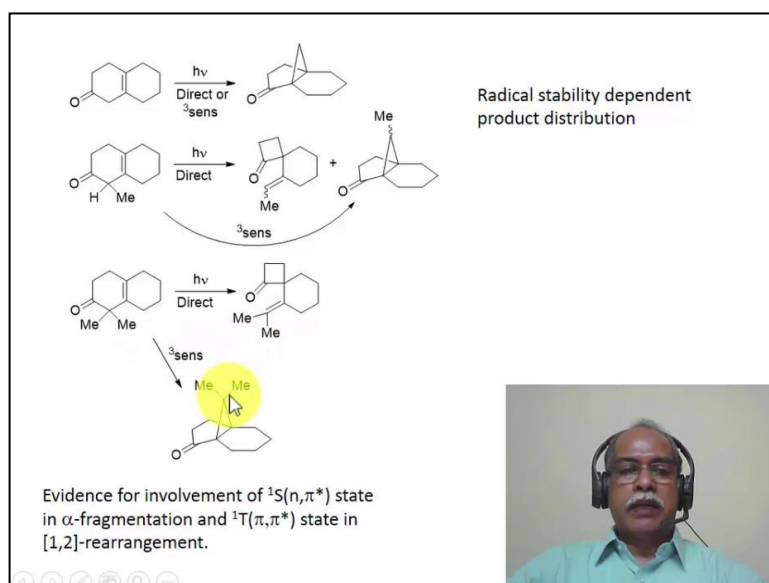 hν
Direct or
³sens
O
O
Radical stability dependent
product distribution
hν
Direct
O
H
Me
O
Me
+
Me
O
³sens
hν
Direct
O
Me
Me
O
Me
Me
³sens
Me
Me
O
Evidence for involvement of ¹S(n,π*) state
in α-fragmentation and ¹T(π,π*) state in
[1,2]-rearrangement.